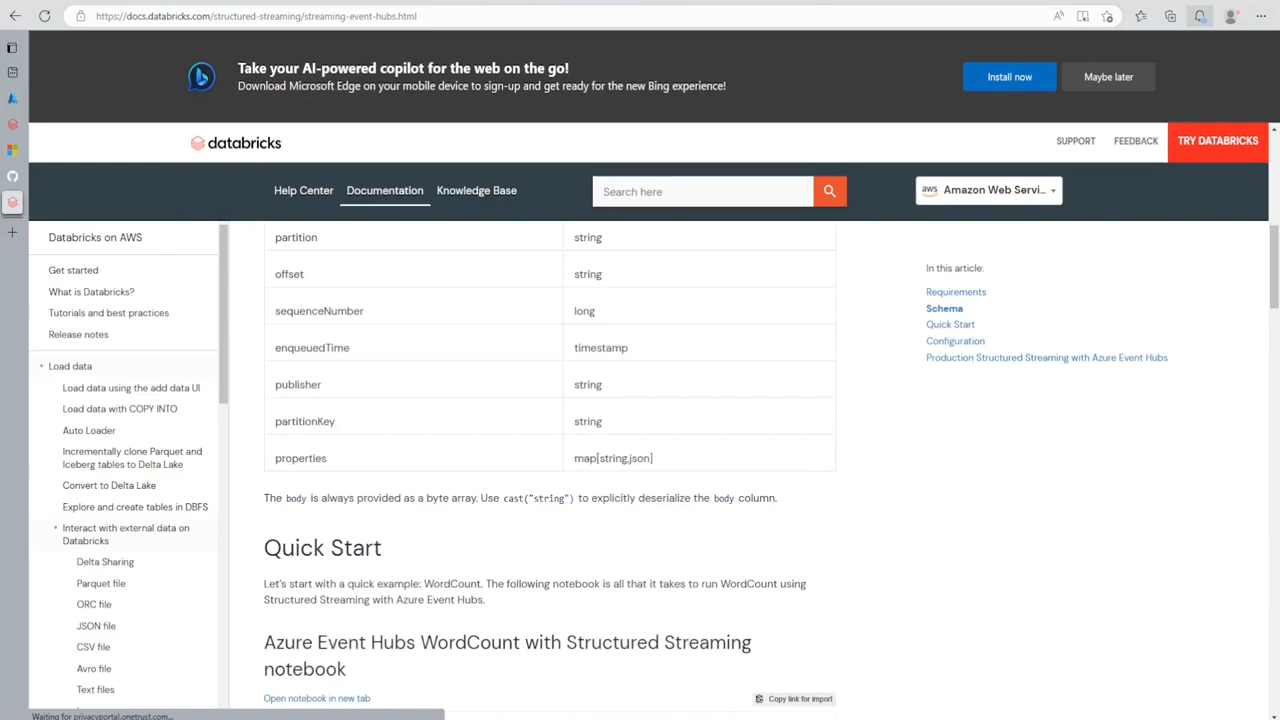 https://docs.databricks.com/structured-streaming/streaming-event-hubs.html
Take your AI-powered copilot for the web on the go!
Download Microsoft Edge on your mobile device to sign-up and get ready for the new Bing experience!
Install now
Maybe later
databricks
SUPPORT
FEEDBACK
TRY DATABRICKS
Help Center
Documentation
Knowledge Base
Search here
aws
Amazon Web Servi...
Databricks on AWS
Get started
What is Databricks?
Tutorials and best practices
Release notes
Load data
Load data using the add data UI
Load data with COPY INTO
Auto Loader
Incrementally clone Parquet and
Iceberg tables to Delta Lake
Convert to Delta Lake
Explore and create tables in DBFS
Interact with external data on
Databricks
Delta Sharing
Parquet file
ORC file
JSON file
CSV file
Avro file
Text files
partition string
offset string
sequenceNumber long
enqueuedTime timestamp
publisher string
partitionKey string
properties map[string,json]
The body is always provided as a byte array. Use cast("string") to explicitly deserialize the body column.
Quick Start
Let's start with a quick example: WordCount. The following notebook is all that it takes to run WordCount using
Structured Streaming with Azure Event Hubs.
Azure Event Hubs WordCount with Structured Streaming
notebook
Open notebook in new tab
Copy link for import
In this article:
Requirements
Schema
Quick Start
Configuration
Production Structured Streaming with Azure Event Hubs
Waiting for privacyportal.onetrust.com...